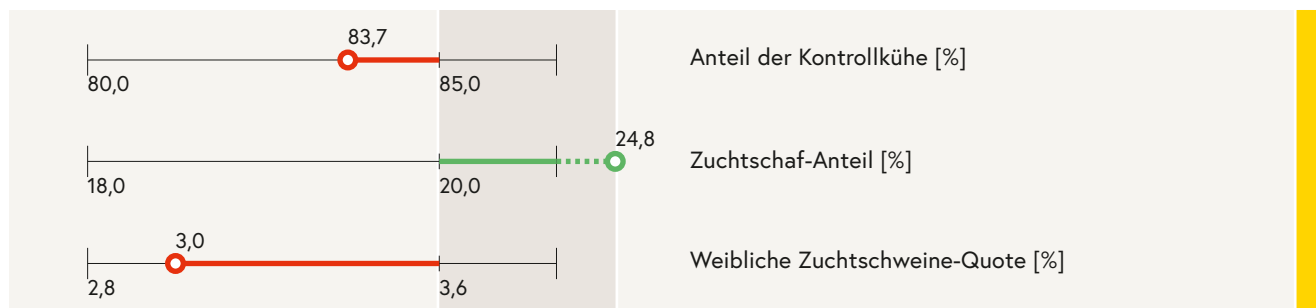 83,7
80,0 85,0 Anteil der Kontrollkühe [%]
24,8
18,0 20,0 Zuchtschaf-Anteil [%]
3,0
2,8 3,6 Weibliche Zuchtschweine-Quote [%]